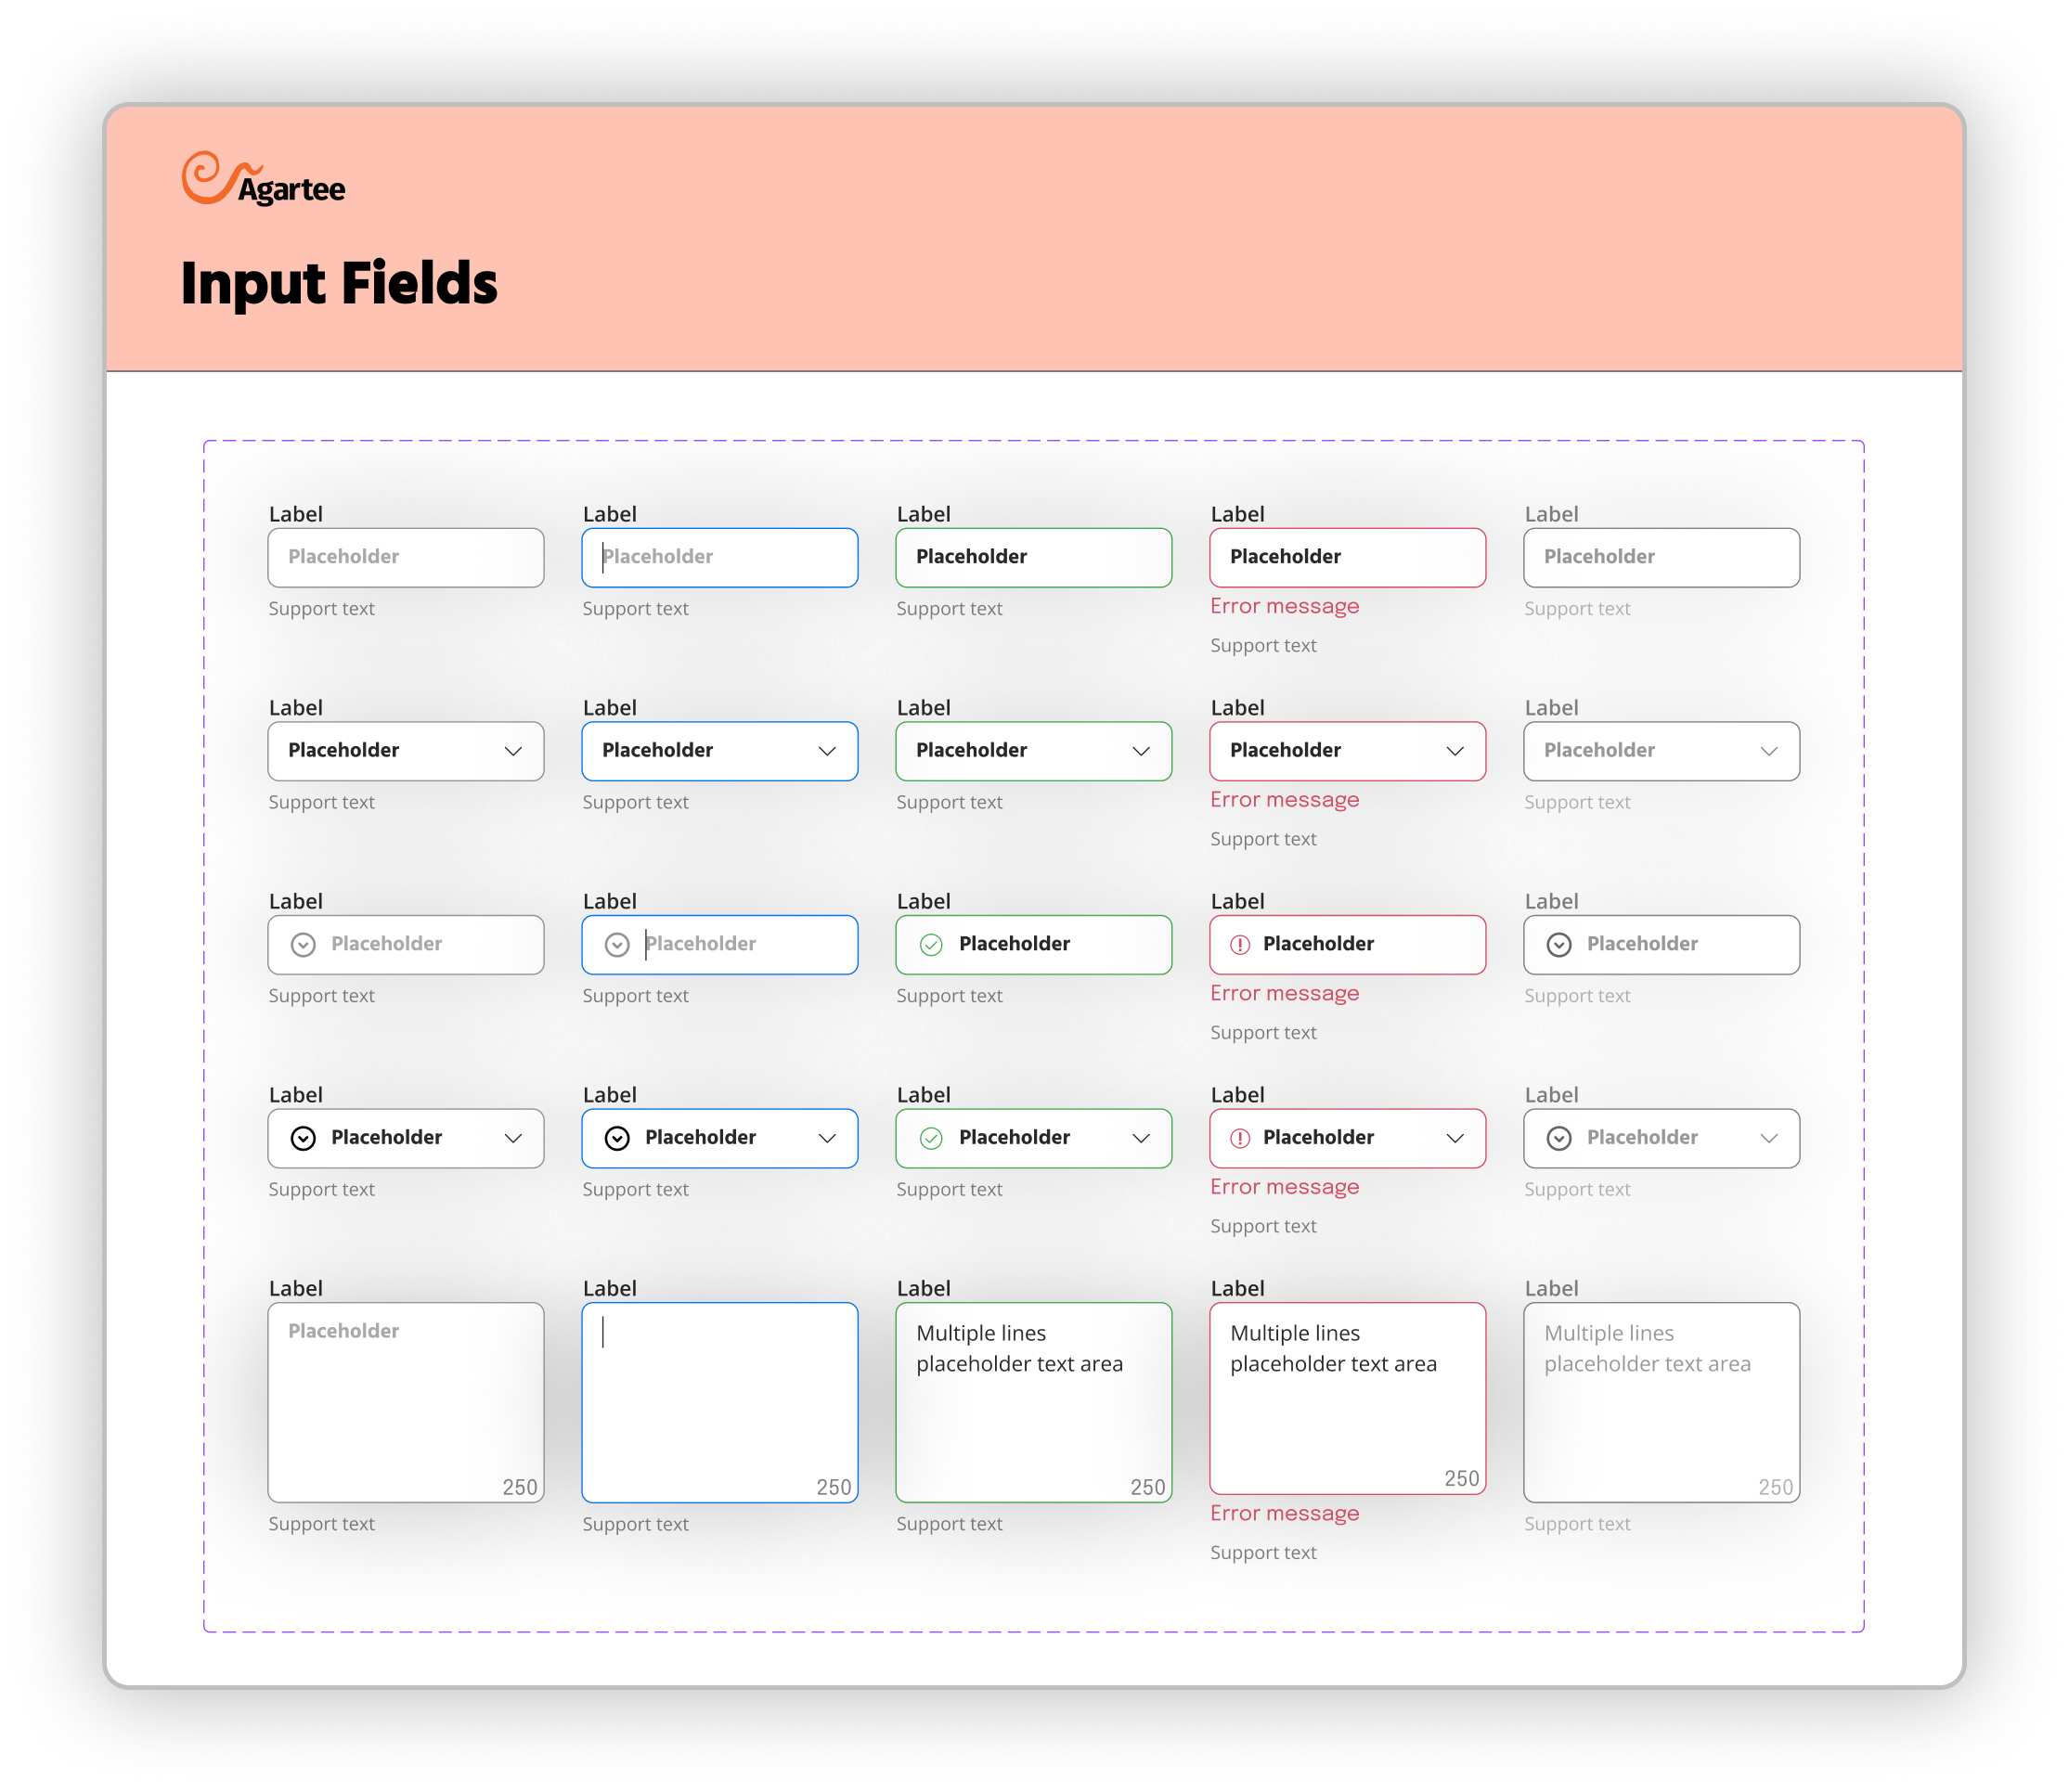 Agartee
Input Fields
Label Label Label Label Label
Placeholder Placeholder Placeholder Placeholder Placeholder
Support text Support text Support text Error message Support text
Support text
Label Label Label Label Label
Placeholder Placeholder Placeholder Placeholder Placeholder
Support text Support text Support text Error message Support text
Support text
Label Label Label Label Label
Placeholder Placeholder Placeholder Placeholder Placeholder
Support text Support text Support text Error message Support text
Support text
Label Label Label Label Label
Placeholder Placeholder Placeholder Placeholder Placeholder
Support text Support text Support text Error message Support text
Support text
Label Label Label Label Label
Placeholder Multiple lines Multiple lines Multiple lines
placeholder text area placeholder text area placeholder text area
250 250 250 250 250
Support text Support text Support text Error message Support text
Support text